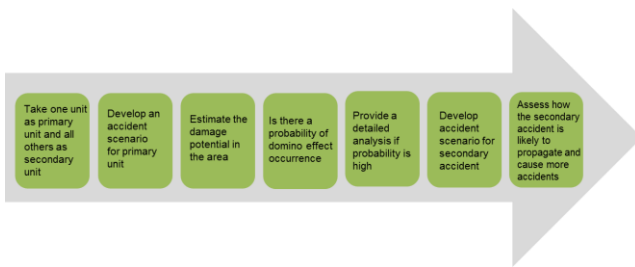 Take one unit
as primary
unit and all
others as
secondary
unit
Develop an
accident
scenario
for primary
unit
Estimate the
damage
potential in
the area
Is there a
probability of
domino effect
occurrence
Provide a
detailed
analysis if
probability is
high
Develop
accident
scenario for
secondary
accident
Assess how
the secondary
accident is
likely to
propagate and
cause more
accidents